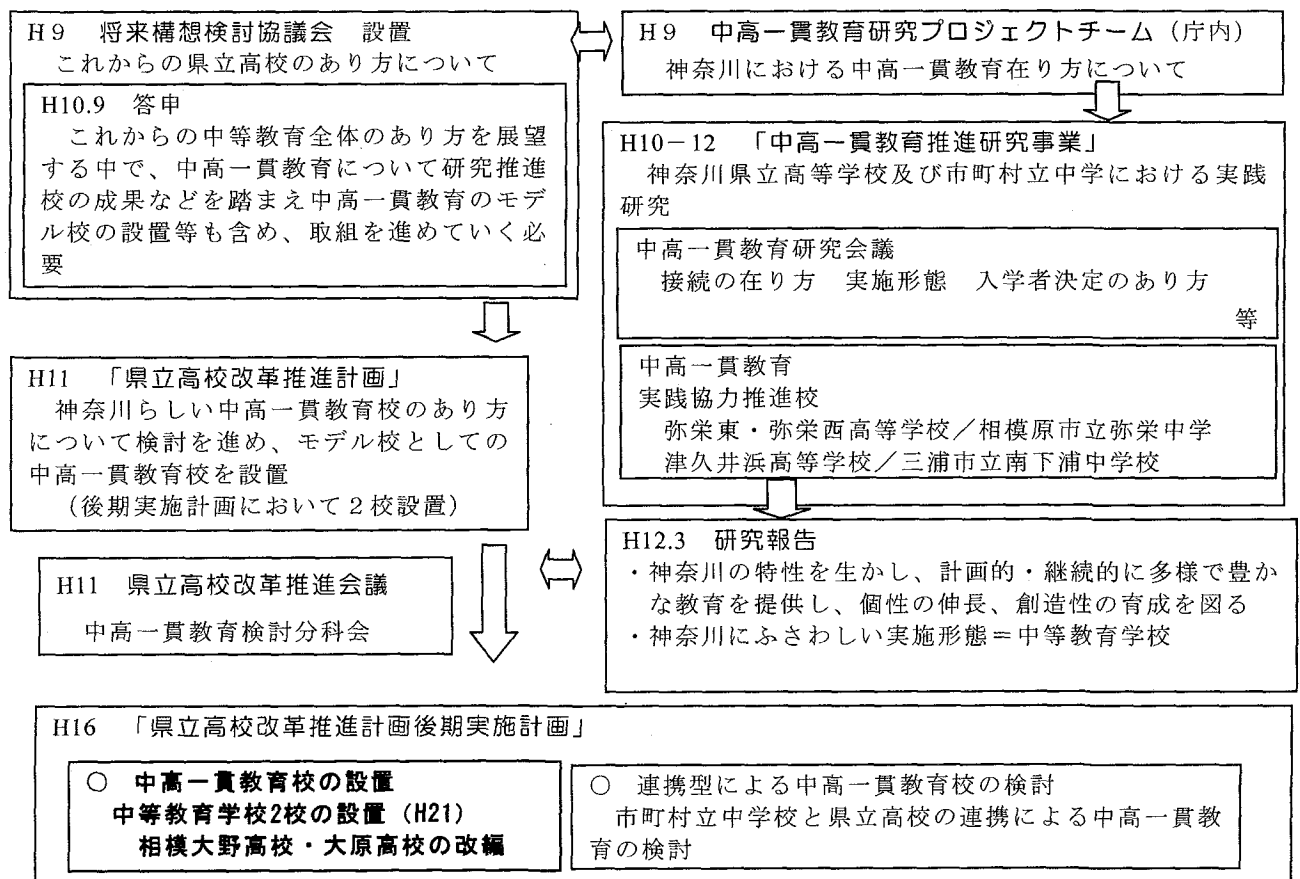 H9 将来構想検討協議会 設置
これからの県立高校のあり方について
H10.9 答申
これからの中等教育全体のあり方を展望
する中で、中高一貫教育について研究推進
校の成果などを踏まえ中高一貫教育のモデ
ル校の設置等も含め、取組を進めていく必
要
H9 中高一貫教育研究プロジェクトチーム（庁内）
神奈川における中高一貫教育在り方について
H10－12 「中高一貫教育推進研究事業」
神奈川県立高等学校及び市町村立中学における実践
研究
中高一貫教育研究会議
接続の在り方 実施形態 入学者決定のあり方
等
中高一貫教育
実践協力推進校
弥栄東・弥栄西高等学校／相模原市立弥栄中学
津久井浜高等学校／三浦市立南下浦中学校
H11 「県立高校改革推進計画」
神奈川らしい中高一貫教育校のあり方
について検討を進め、モデル校としての
中高一貫教育校を設置
（後期実施計画において２校設置）
H11 県立高校改革推進会議
中高一貫教育検討分科会
H12.3 研究報告
・神奈川の特性を生かし、計画的・継続的に多様で豊か
な教育を提供し、個性の伸長、創造性の育成を図る
・神奈川にふさわしい実施形態＝中等教育学校
H16 「県立高校改革推進計画後期実施計画」
○ 中高一貫教育校の設置
中等教育学校2校の設置（H21）
相模大野高校・大原高校の改編
○ 連携型による中高一貫教育校の検討
市町村立中学校と県立高校の連携による中高一貫教
育の検討